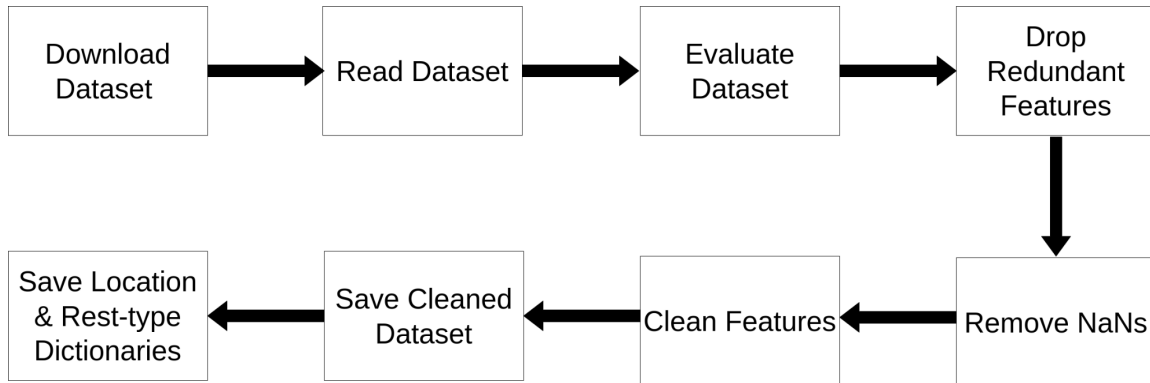 Download
Dataset
Read Dataset
Evaluate
Dataset
Drop
Redundant
Features
Remove NaNs
Clean Features
Save Cleaned
Dataset
Save Location
& Rest-type
Dictionaries